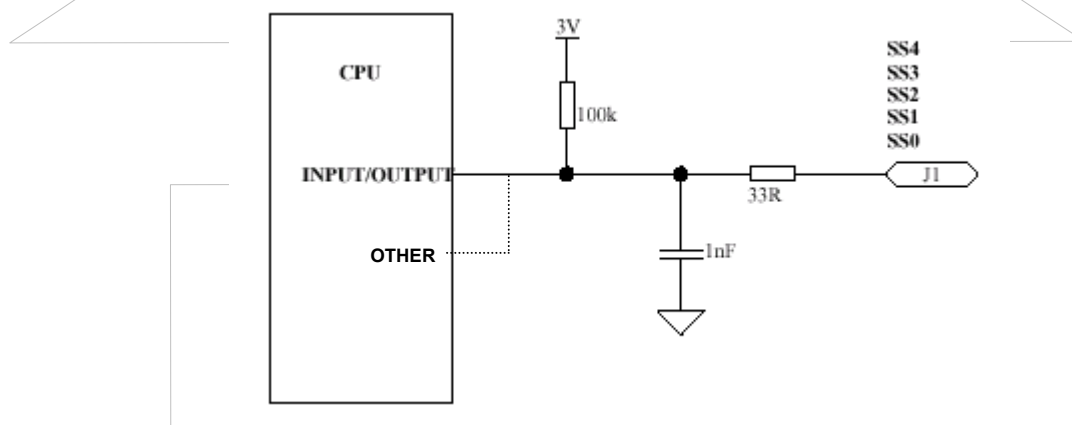 3V
SS4
CPU
SS3
SS2
100k
SS1
SS0
INPUT/OUTPUT
J1
33R
OTHER
1nF